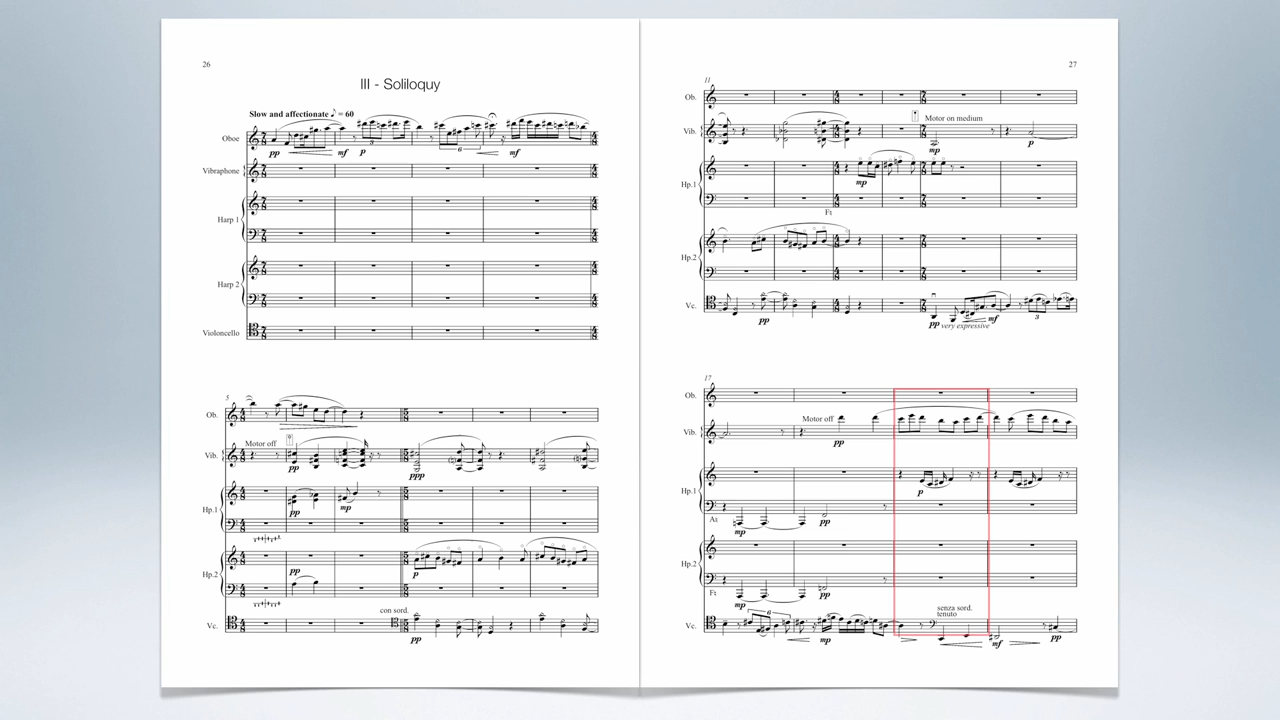 26
III - Soliloquy
Slow and affectionate ♪ = 60
Oboe
pp mf p 3 6 mf
Vibraphone
Harp 1
Harp 2
Violoncello
5
Ob.
Motor off
Vib.
pp ppp
Hp.1
pp mp
Hp.2
pp p
con sord.
Vc.
pp
27
11
Ob.
Motor on medium
Vib.
mp p
Hp.1
mp
F♮
Hp.2
Vc.
pp pp very expressive mf 3
17
Ob.
Motor off
Vib.
pp
Hp.1
p
A♮
mp pp
Hp.2
F♮
mp pp
senza sord.
tenuto
6
Vc.
mp mf pp